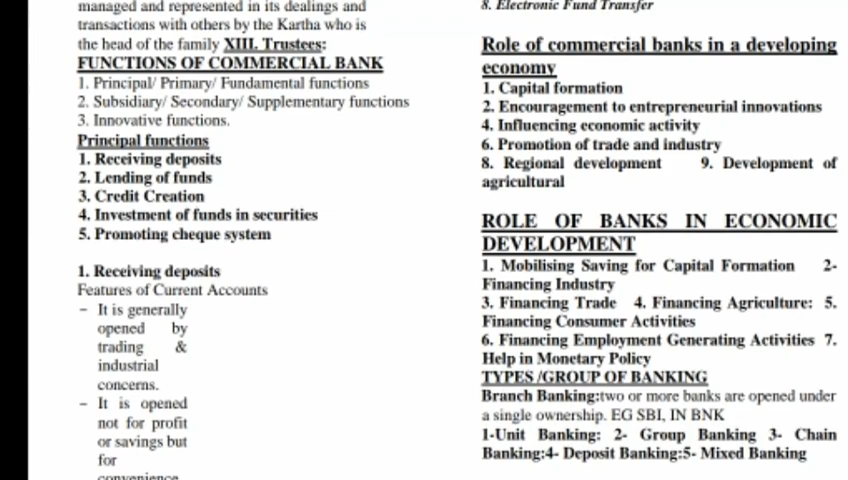 managed and represented in its dealings and
transactions with others by the Kartha who is
the head of the family XIII. Trustees:
FUNCTIONS OF COMMERCIAL BANK
1. Principal/ Primary/ Fundamental functions
2. Subsidiary/ Secondary/ Supplementary functions
3. Innovative functions.
Principal functions
1. Receiving deposits
2. Lending of funds
3. Credit Creation
4. Investment of funds in securities
5. Promoting cheque system
1. Receiving deposits
Features of Current Accounts
– It is generally
opened by
trading &
industrial
concerns.
– It is opened
not for profit
or savings but
for
convenience
8. Electronic Fund Transfer
Role of commercial banks in a developing
economy
1. Capital formation
2. Encouragement to entrepreneurial innovations
4. Influencing economic activity
6. Promotion of trade and industry
8. Regional development 9. Development of
agricultural
ROLE OF BANKS IN ECONOMIC
DEVELOPMENT
1. Mobilising Saving for Capital Formation 2-
Financing Industry
3. Financing Trade 4. Financing Agriculture: 5.
Financing Consumer Activities
6. Financing Employment Generating Activities 7.
Help in Monetary Policy
TYPES /GROUP OF BANKING
Branch Banking:two or more banks are opened under
a single ownership. EG SBI, IN BNK
1-Unit Banking: 2- Group Banking 3- Chain
Banking:4- Deposit Banking:5- Mixed Banking